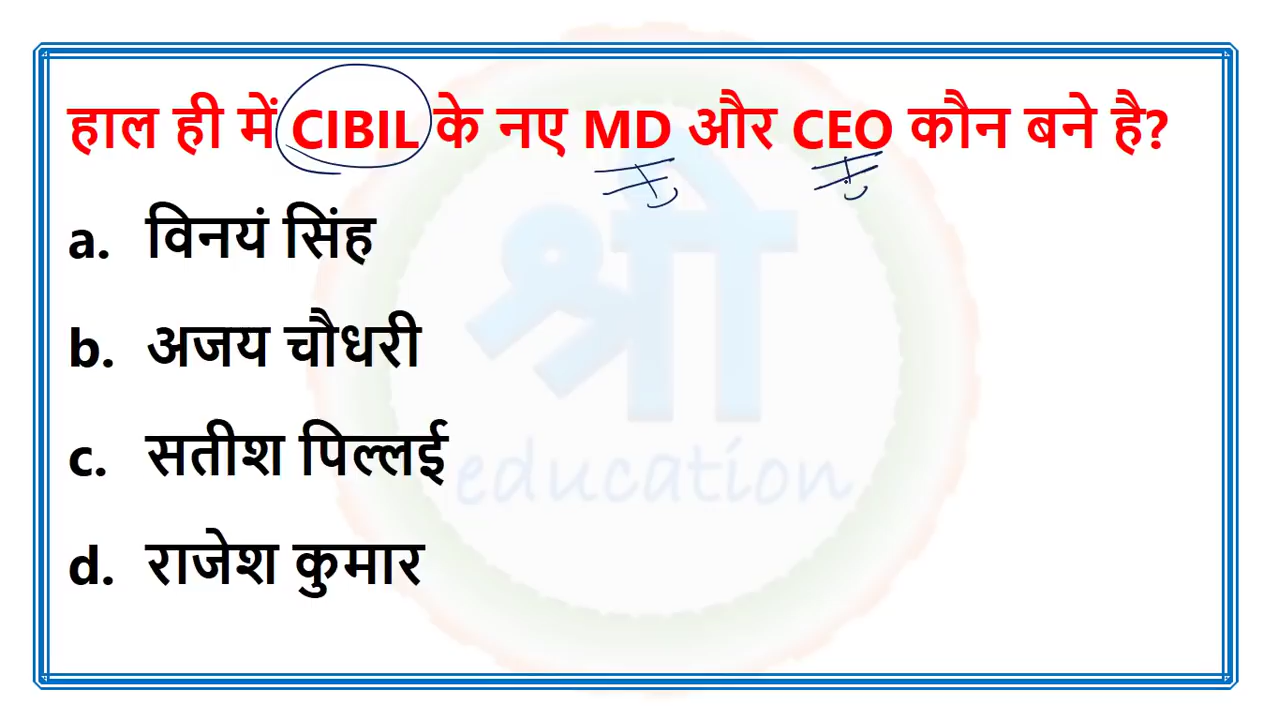 हाल ही में CIBIL के नए MD और CEO कौन बने है?
a. विनयं सिंह
b. अजय चौधरी
c. सतीश पिल्लई
d. राजेश कुमार
श्री
education